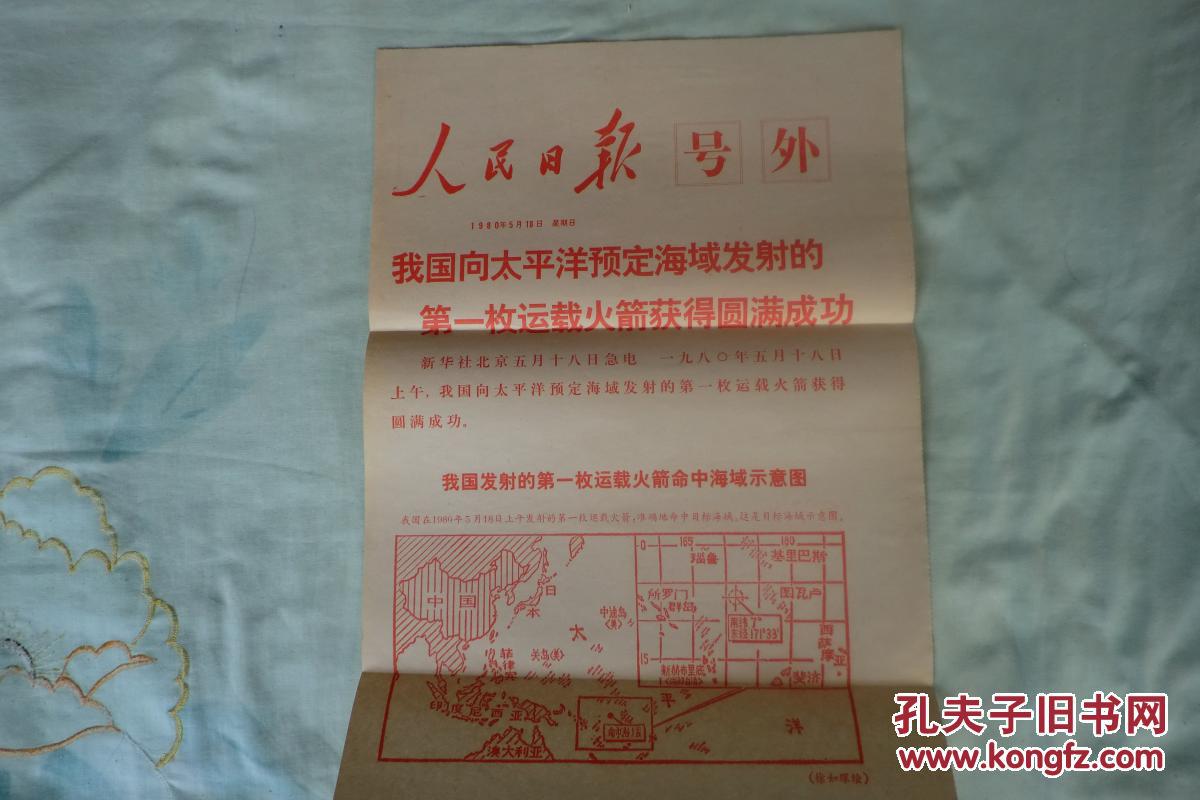 人民日报 号外
1980年5月18日 星期日
我国向太平洋预定海域发射的
第一枚运载火箭获得圆满成功
新华社北京五月十八日急电 一九八〇年五月十八日
上午，我国向太平洋预定海域发射的第一枚运载火箭获得
圆满成功。
我国发射的第一枚运载火箭命中海域示意图
我国在1980年5月18日上午发射的第一枚运载火箭，准确地命中目标海域。这是目标海域示意图。
0 165 180
瑙鲁 基里巴斯
中国 日本
中途岛(美)
所罗门群岛
图瓦卢
太
南纬7°
东经171°33′
西萨摩亚
菲律宾
关岛(美)
15
新赫布里底
斐济
印度尼西亚
平
洋
澳大利亚
孔夫子旧书网
www.kongfz.com